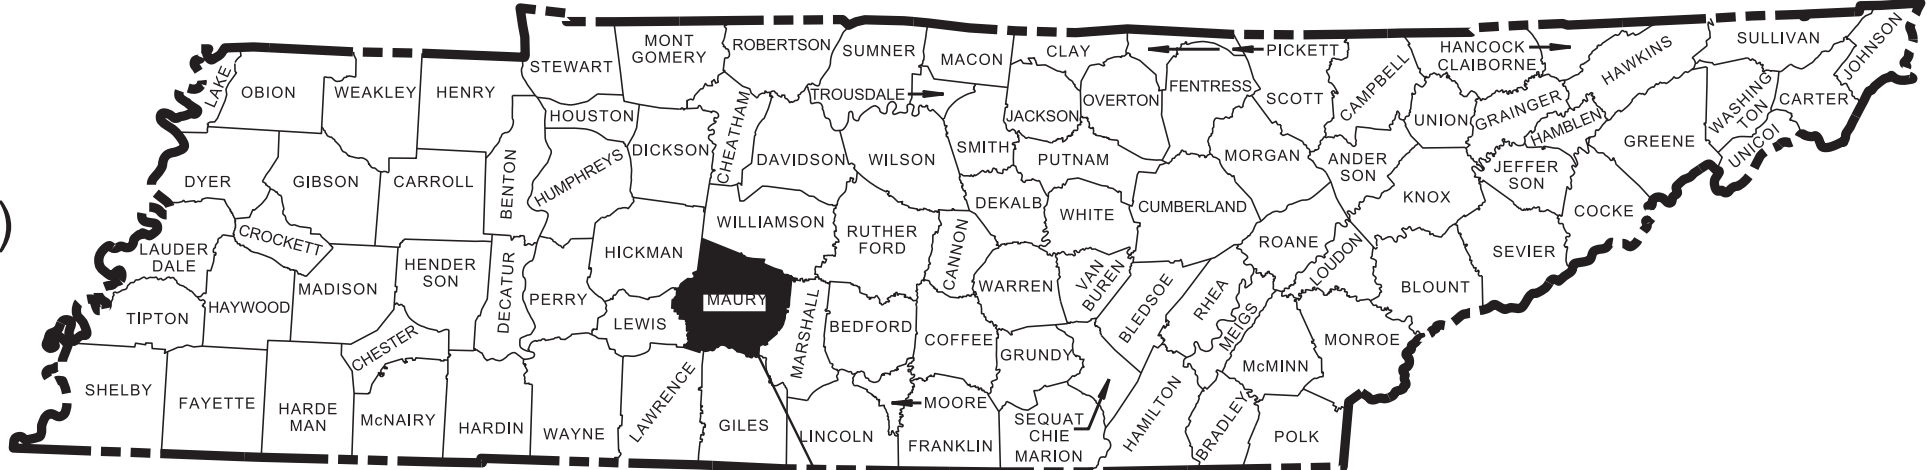 LAKE
OBION
WEAKLEY
HENRY
STEWART
MONT
GOMERY
ROBERTSON
SUMNER
MACON
CLAY
PICKETT
HANCOCK
CLAIBORNE
HAWKINS
SULLIVAN
JOHNSON
TROUSDALE
FENTRESS
SCOTT
CAMPBELL
HOUSTON
CHEATHAM
JACKSON
OVERTON
UNION
GRAINGER
HAMBLEN
WASHING
TON
CARTER
UNICOI
GREENE
DYER
GIBSON
CARROLL
BENTON
HUMPHREYS
DICKSON
DAVIDSON
WILSON
SMITH
PUTNAM
MORGAN
ANDER
SON
KNOX
JEFFER
SON
COCKE
CROCKETT
WILLIAMSON
DEKALB
WHITE
CUMBERLAND
LAUDER
DALE
HENDER
SON
DECATUR
HICKMAN
RUTHER
FORD
CANNON
ROANE
LOUDON
SEVIER
TIPTON
HAYWOOD
MADISON
PERRY
LEWIS
MAURY
MARSHALL
BEDFORD
WARREN
VAN
BUREN
BLEDSOE
RHEA
MEIGS
BLOUNT
CHESTER
COFFEE
GRUNDY
McMINN
MONROE
SHELBY
FAYETTE
HARDE
MAN
McNAIRY
HARDIN
WAYNE
LAWRENCE
GILES
LINCOLN
MOORE
FRANKLIN
SEQUAT
CHIE
MARION
HAMILTON
BRADLEY
POLK